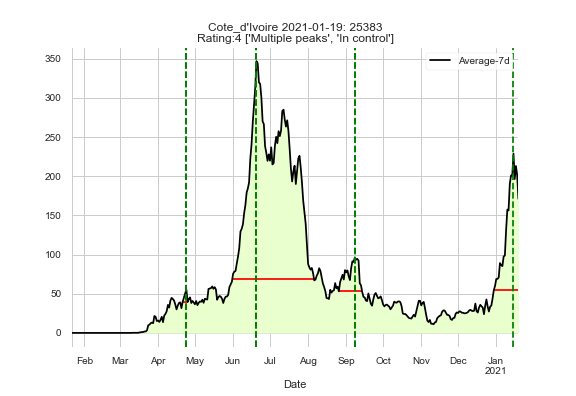 Cote_d'Ivoire 2021-01-19: 25383
Rating:4 ['Multiple peaks', 'In control']
Average-7d
350
300
250
200
150
100
50
0
Feb Mar Apr May Jun Jul Aug Sep Oct Nov Dec Jan
2021
Date